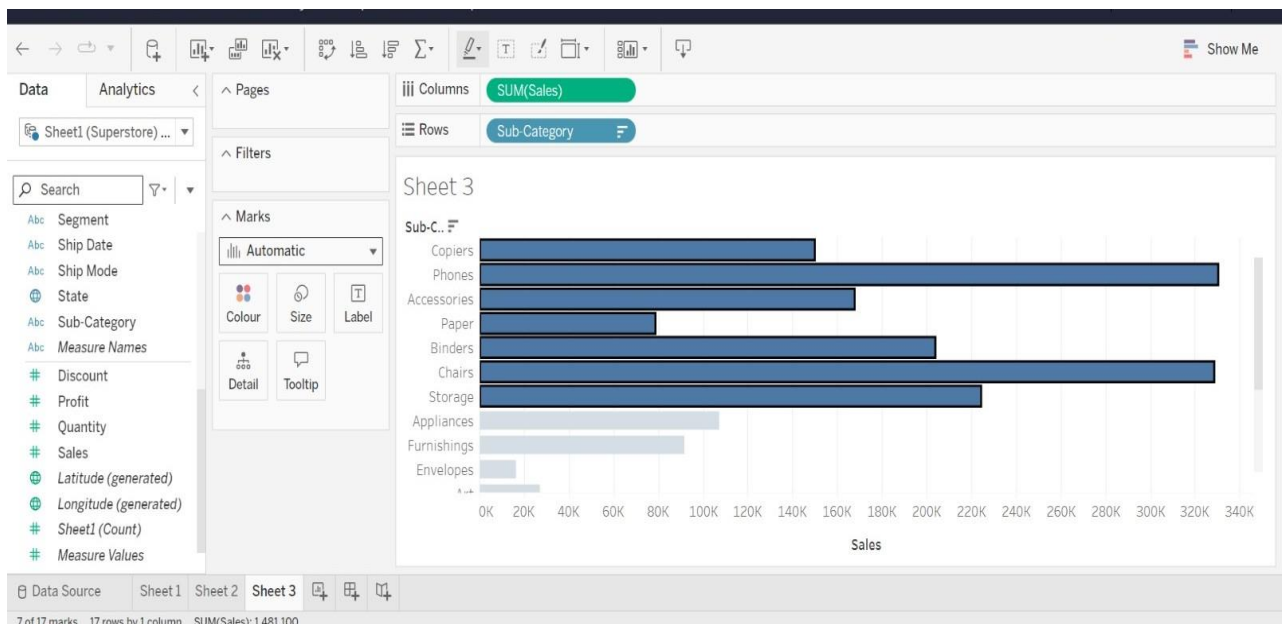 Show Me
Data Analytics
Sheet1 (Superstore) ...
Search
Abc Segment
Abc Ship Date
Abc Ship Mode
State
Abc Sub-Category
Abc Measure Names
# Discount
# Profit
# Quantity
# Sales
Latitude (generated)
Longitude (generated)
# Sheet1 (Count)
# Measure Values
Pages
Filters
Marks
Automatic
Colour Size Label
Detail Tooltip
Columns SUM(Sales)
Rows Sub-Category
Sheet 3
Sub-C..
Copiers
Phones
Accessories
Paper
Binders
Chairs
Storage
Appliances
Furnishings
Envelopes
0K 20K 40K 60K 80K 100K 120K 140K 160K 180K 200K 220K 240K 260K 280K 300K 320K 340K
Sales
Data Source Sheet 1 Sheet 2 Sheet 3
7 of 17 marks 17 rows by 1 column SUM(Sales): 1,481,100